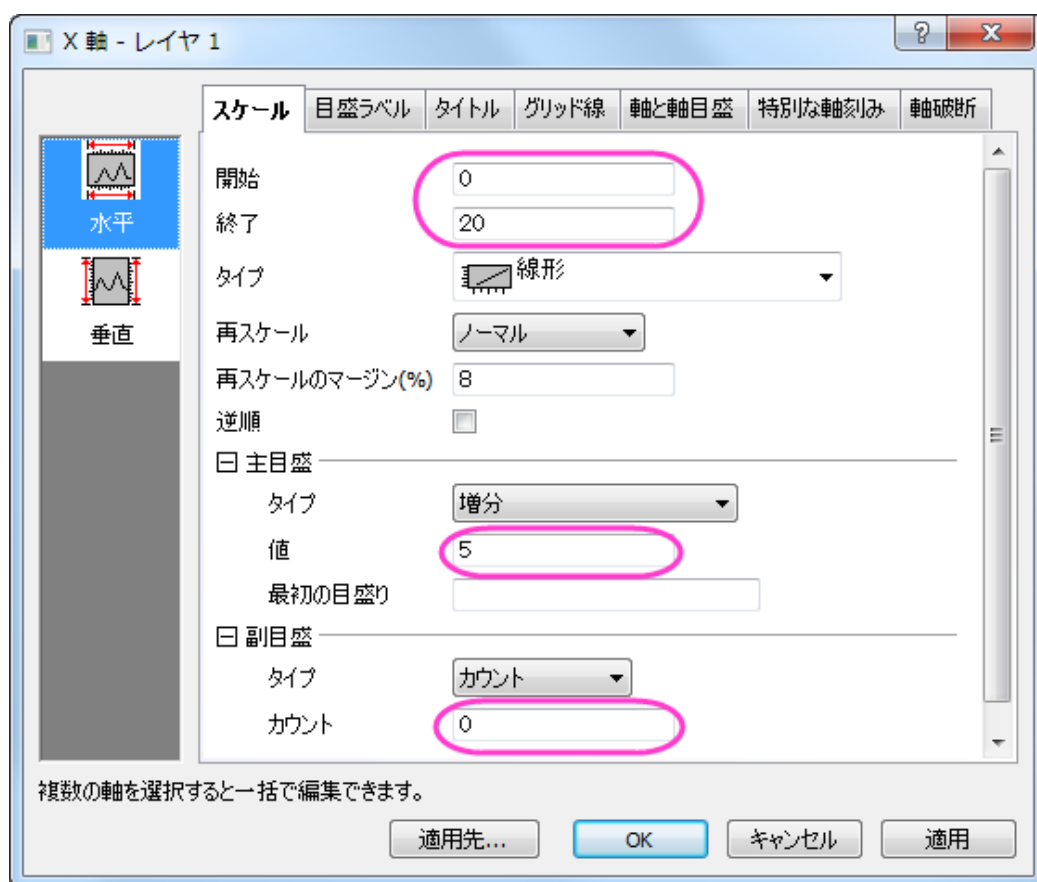 X 軸 - レイヤ 1
スケール 目盛ラベル タイトル グリッド線 軸と軸目盛 特別な軸刻み 軸破断
水平
垂直
開始 0
終了 20
タイプ 線形
再スケール ノーマル
再スケールのマージン(%) 8
逆順
主目盛
タイプ 増分
値 5
最初の目盛り
副目盛
タイプ カウント
カウント 0
複数の軸を選択すると一括で編集できます。
適用先... OK キャンセル 適用